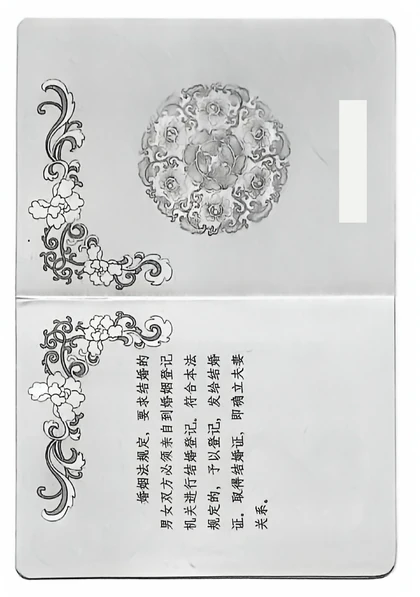 婚姻法规定，要求结婚的
男女双方必须亲自到婚姻登记
机关进行结婚登记。符合本法
规定的，予以登记，发给结婚
证。取得结婚证，即确立夫妻
关系。